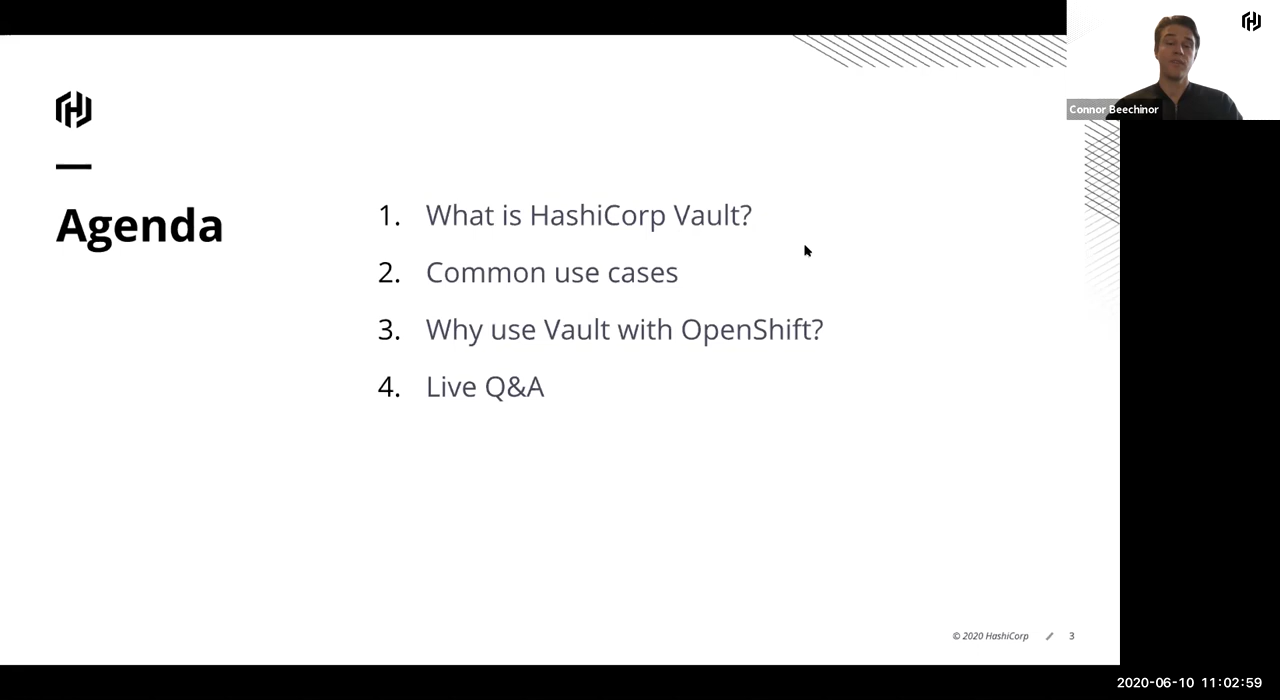 Connor Beechinor
Agenda
1. What is HashiCorp Vault?
2. Common use cases
3. Why use Vault with OpenShift?
4. Live Q&A
© 2020 HashiCorp / 3
2020-06-10 11:02:59